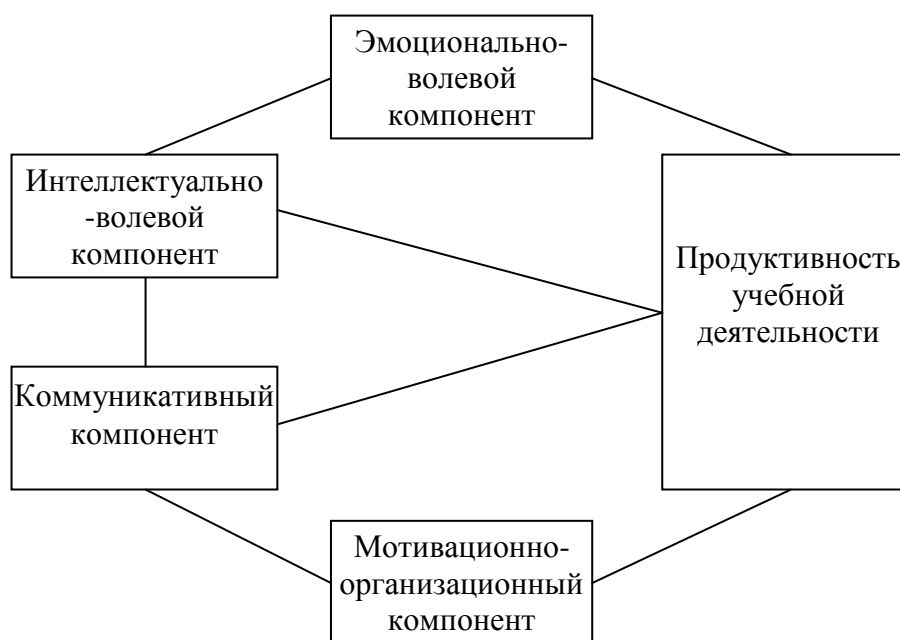 Эмоционально-
волевой
компонент
Интеллектуально
-волевой
компонент
Продуктивность
учебной
деятельности
Коммуникативный
компонент
Мотивационно-
организационный
компонент